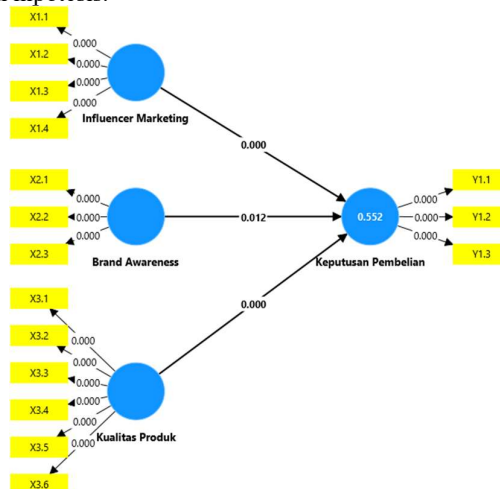 X1.1
0.000
X1.2
0.000
X1.3
0.000
X1.4
0.000
Influencer Marketing
0.000
X2.1
0.000
X2.2
0.000
X2.3
0.000
Brand Awareness
0.012
0.552
Keputusan Pembelian
0.000
Y1.1
0.000
Y1.2
0.000
Y1.3
0.000
X3.1
0.000
X3.2
0.000
X3.3
0.000
X3.4
0.000
X3.5
0.000
X3.6
0.000
Kualitas Produk